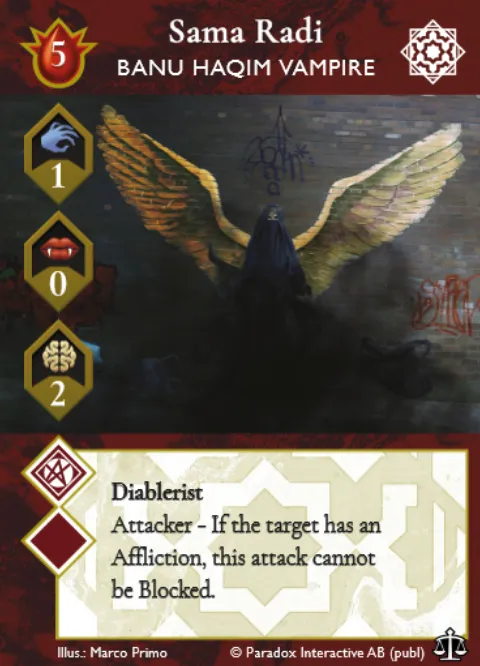 5
Sama Radi
BANU HAQIM VAMPIRE
1
0
2
Diablerist
Attacker - If the target has an
Affliction, this attack cannot
be Blocked.
Illus.: Marco Primo © Paradox Interactive AB (publ)